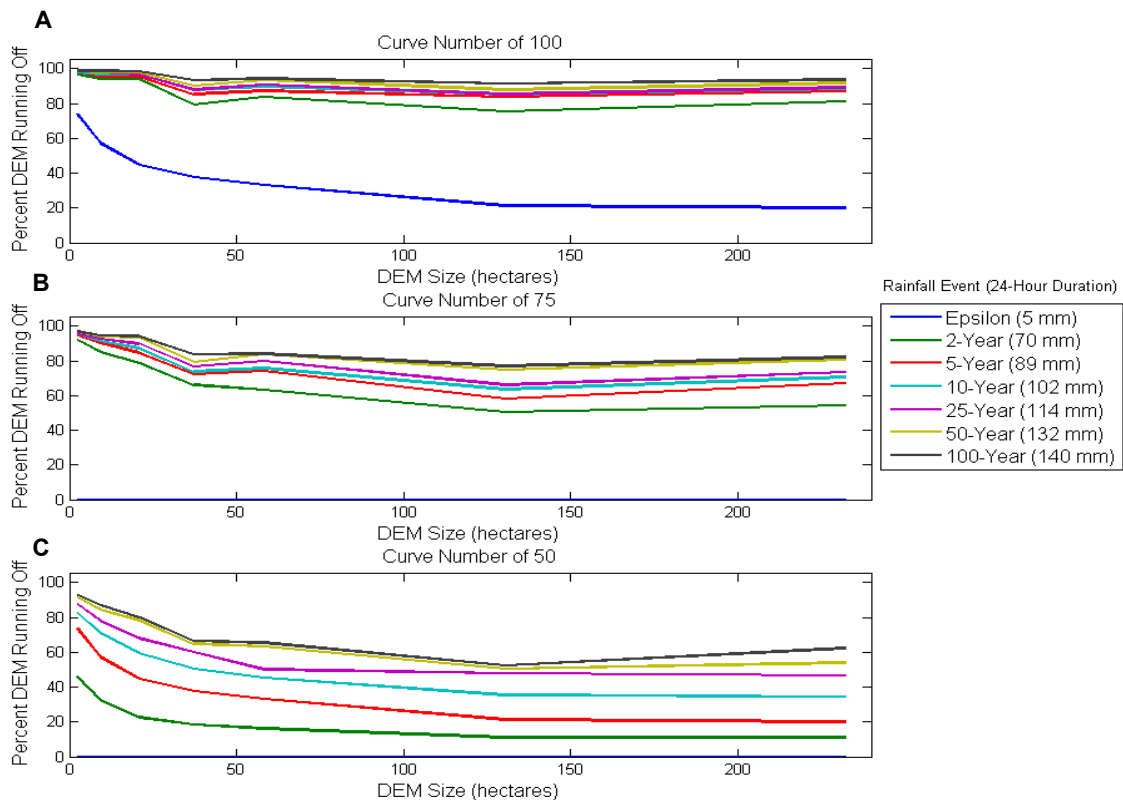 A
Curve Number of 100
Percent DEM Running Off
100
80
60
40
20
0
0
50
100
150
200
DEM Size (hectares)
B
Curve Number of 75
Percent DEM Running Off
100
80
60
40
20
0
0
50
100
150
200
DEM Size (hectares)
Rainfall Event (24-Hour Duration)
Epsilon (5 mm)
2-Year (70 mm)
5-Year (89 mm)
10-Year (102 mm)
25-Year (114 mm)
50-Year (132 mm)
100-Year (140 mm)
C
Curve Number of 50
Percent DEM Running Off
100
80
60
40
20
0
0
50
100
150
200
DEM Size (hectares)